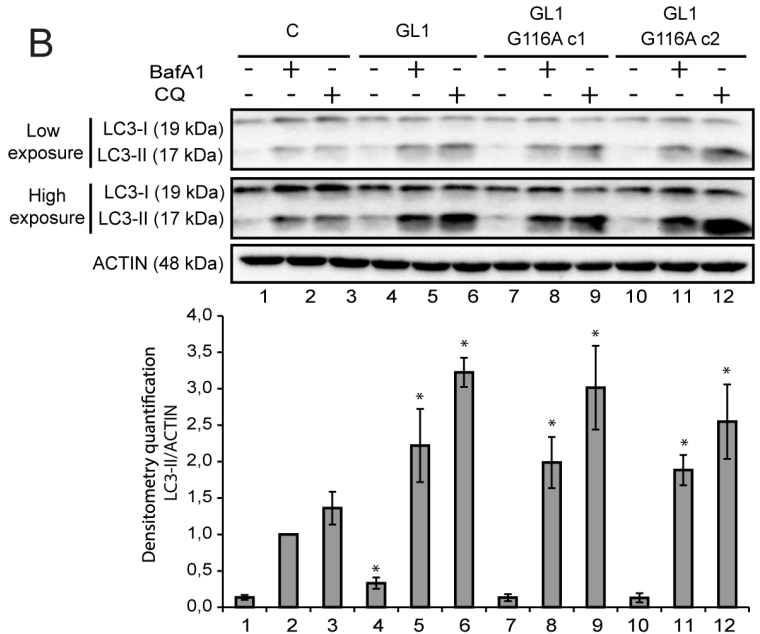 B
C GL1 GL1 G116A c1 GL1 G116A c2
BafA1 - + - - + - - + - - + -
CQ - - + - - + - - + - - +
Low exposure
LC3-I (19 kDa)
LC3-II (17 kDa)
High exposure
LC3-I (19 kDa)
LC3-II (17 kDa)
ACTIN (48 kDa)
1 2 3 4 5 6 7 8 9 10 11 12
Densitometry quantification
LC3-II/ACTIN
4,0
3,5
3,0
2,5
2,0
1,5
1,0
0,5
0,0
* * * * * * *
1 2 3 4 5 6 7 8 9 10 11 12